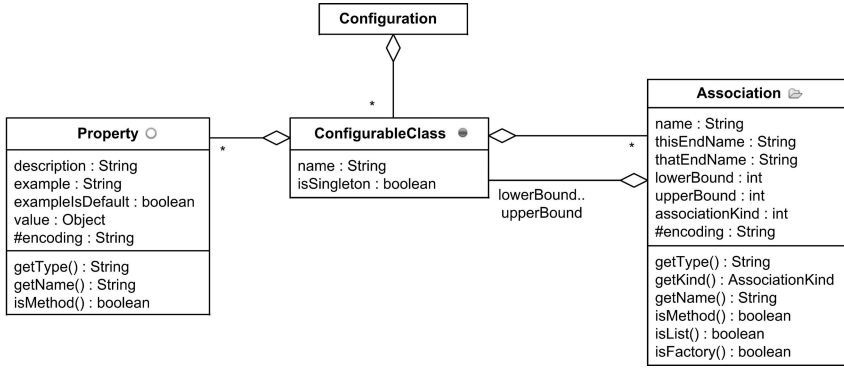 Configuration
*
Property
description : String
example : String
exampleIsDefault : boolean
value : Object
#encoding : String
getType() : String
getName() : String
isMethod() : boolean
*
ConfigurableClass
name : String
isSingleton : boolean
*
lowerBound..
upperBound
Association
name : String
thisEndName : String
thatEndName : String
lowerBound : int
upperBound : int
associationKind : int
#encoding : String
getType() : String
getKind() : AssociationKind
getName() : String
isMethod() : boolean
isList() : boolean
isFactory() : boolean